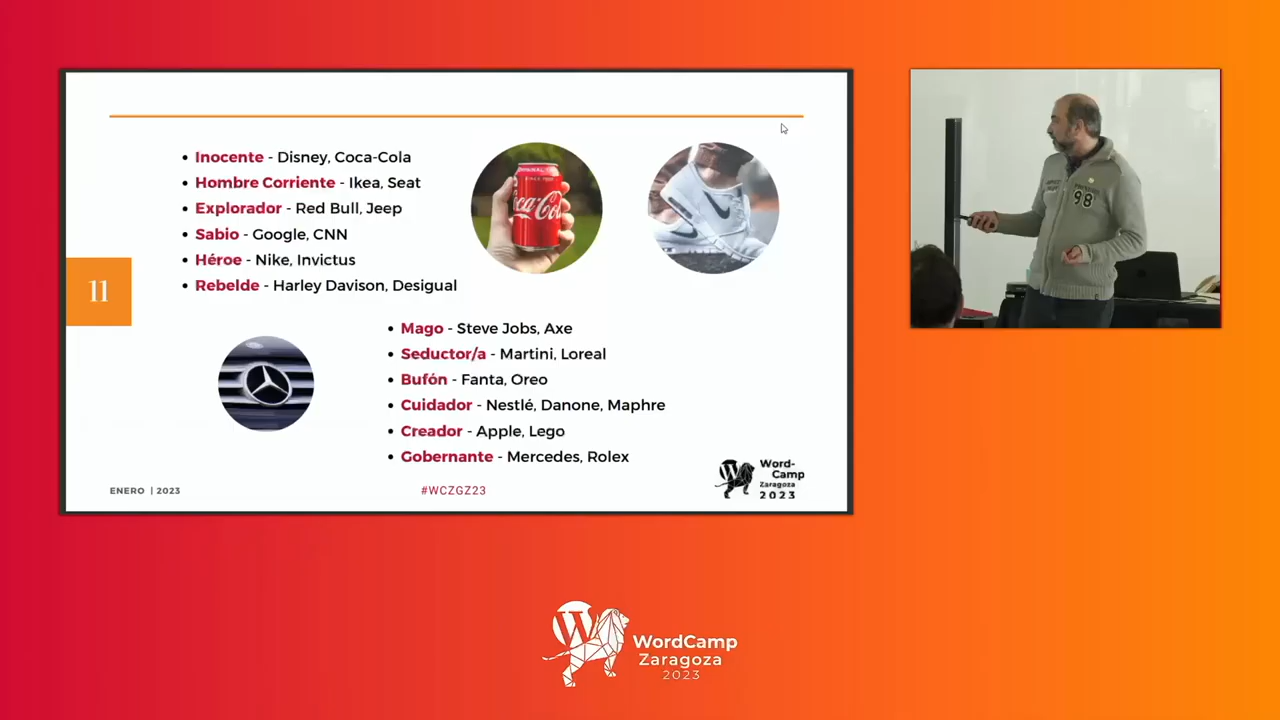 Inocente - Disney, Coca-Cola
Hombre Corriente - Ikea, Seat
Explorador - Red Bull, Jeep
Sabio - Google, CNN
Héroe - Nike, Invictus
Rebelde - Harley Davison, Desigual
11
Mago - Steve Jobs, Axe
Seductor/a - Martini, Loreal
Bufón - Fanta, Oreo
Cuidador - Nestlé, Danone, Maphre
Creador - Apple, Lego
Gobernante - Mercedes, Rolex
ENERO | 2023
#WCZGZ23
Word-
Camp
Zaragoza
2023
98
WordCamp
Zaragoza
2023